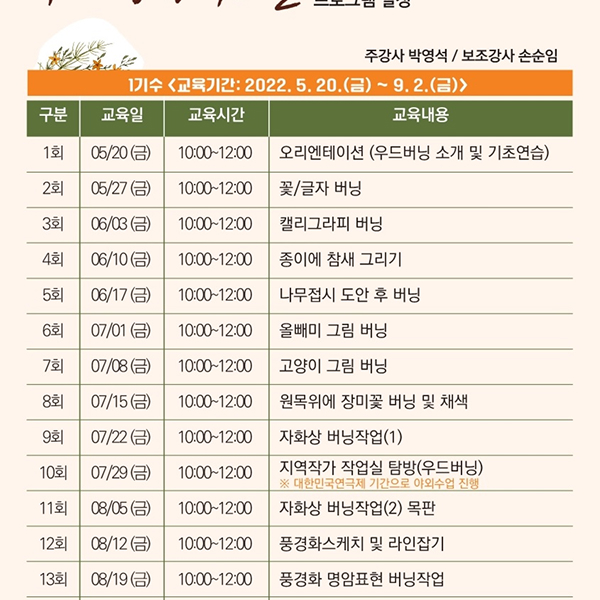 프로그램 일정
주강사 박영석 / 보조강사 손순임
1기수 <교육기간: 2022. 5. 20.(금) ~ 9. 2.(금)>
구분 교육일 교육시간 교육내용
1회 05/20 (금) 10:00~12:00 오리엔테이션 (우드버닝 소개 및 기초연습)
2회 05/27 (금) 10:00~12:00 꽃/글자 버닝
3회 06/03 (금) 10:00~12:00 캘리그라피 버닝
4회 06/10 (금) 10:00~12:00 종이에 참새 그리기
5회 06/17 (금) 10:00~12:00 나무접시 도안 후 버닝
6회 07/01 (금) 10:00~12:00 올빼미 그림 버닝
7회 07/08 (금) 10:00~12:00 고양이 그림 버닝
8회 07/15 (금) 10:00~12:00 원목위에 장미꽃 버닝 및 채색
9회 07/22 (금) 10:00~12:00 자화상 버닝작업(1)
10회 07/29 (금) 10:00~12:00 지역작가 작업실 탐방(우드버닝)
※ 대한민국연극제 기간으로 야외수업 진행
11회 08/05 (금) 10:00~12:00 자화상 버닝작업(2) 목판
12회 08/12 (금) 10:00~12:00 풍경화스케치 및 라인잡기
13회 08/19 (금) 10:00~12:00 풍경화 명암표현 버닝작업